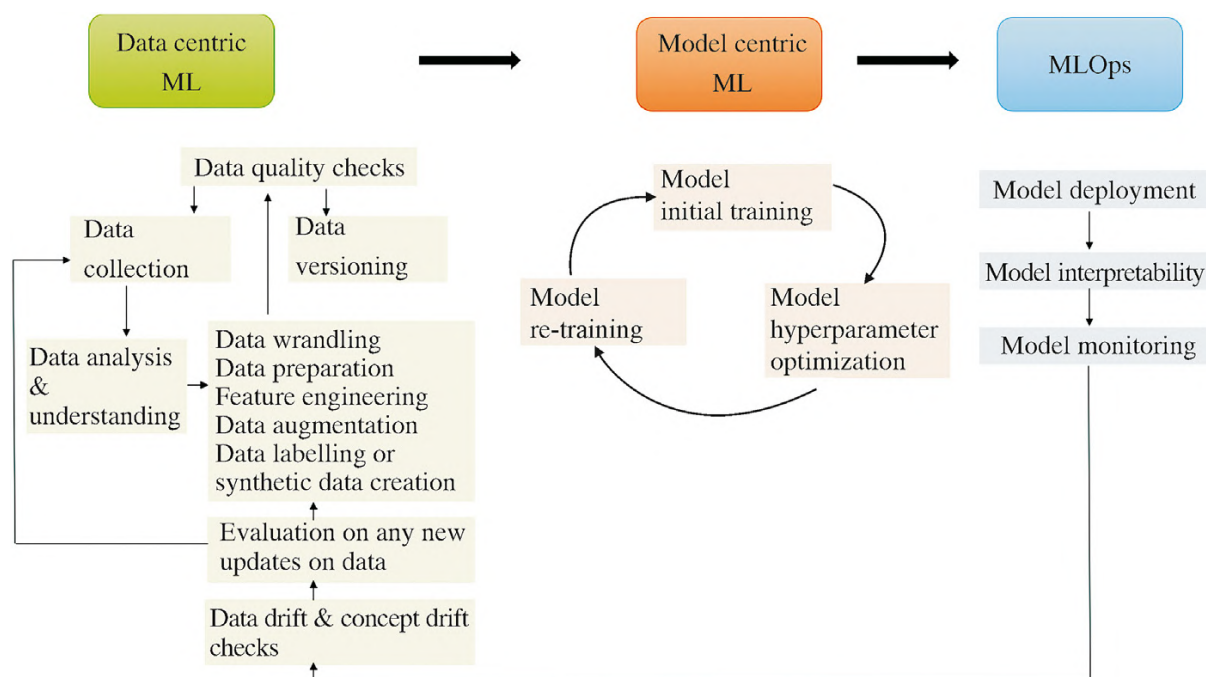 Data centric
ML
Model centric
ML
MLOps
Data quality checks
Data
collection
Data
versioning
Data analysis
&
understanding
Data wrandling
Data preparation
Feature engineering
Data augmentation
Data labelling or
synthetic data creation
Evaluation on any new
updates on data
Data drift & concept drift
checks
Model
initial training
Model
re-training
Model
hyperparameter
optimization
Model deployment
Model interpretability
Model monitoring